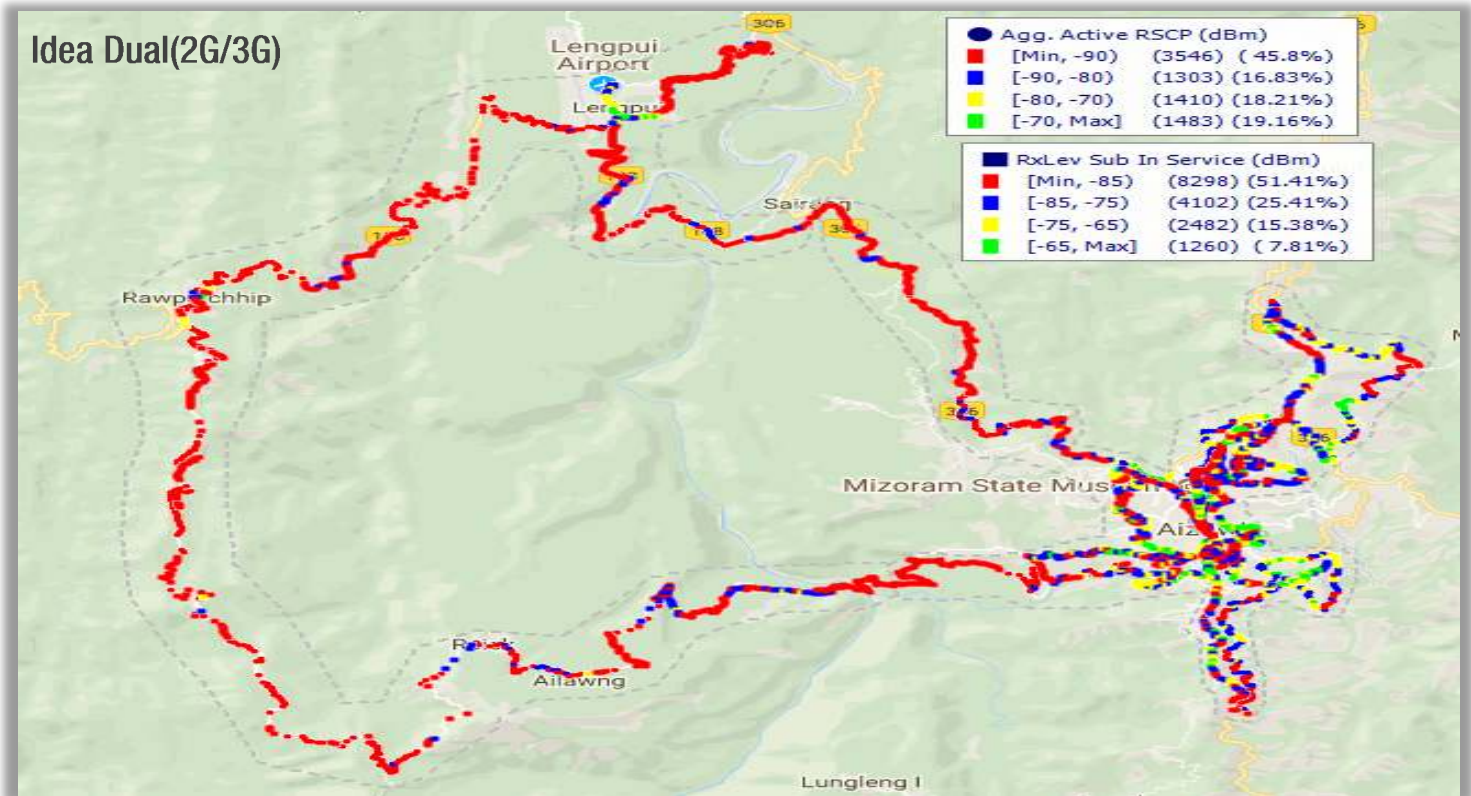 Idea Dual(2G/3G)
306
Lengpui
Airport
Agg. Active RSCP (dBm)
[Min, -90) (3546) ( 45.8%)
[-90, -80) (1303) (16.83%)
[-80, -70) (1410) (18.21%)
[-70, Max] (1483) (19.16%)
RxLev Sub In Service (dBm)
[Min, -85) (8298) (51.41%)
[-85, -75) (4102) (25.41%)
[-75, -65) (2482) (15.38%)
[-65, Max] (1260) ( 7.81%)
Lengpui
Sairang
Mizoram State
Ailawng
Lungleng I